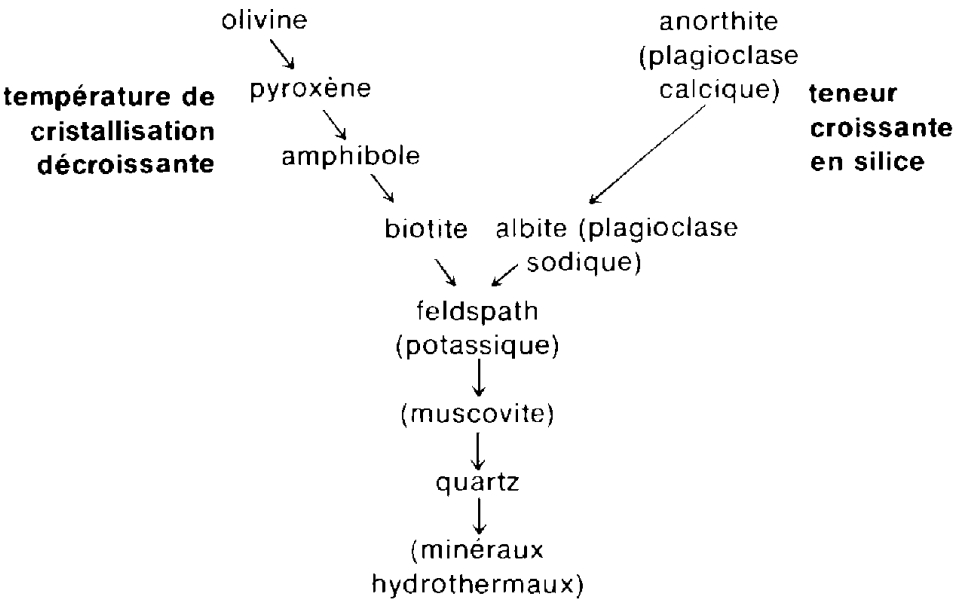 olivine
anorthite
(plagioclase
calcique)
température de
cristallisation
décroissante
pyroxène
teneur
croissante
en silice
amphibole
biotite
albite (plagioclase
sodique)
feldspath
(potassique)
(muscovite)
quartz
(minéraux
hydrothermaux)